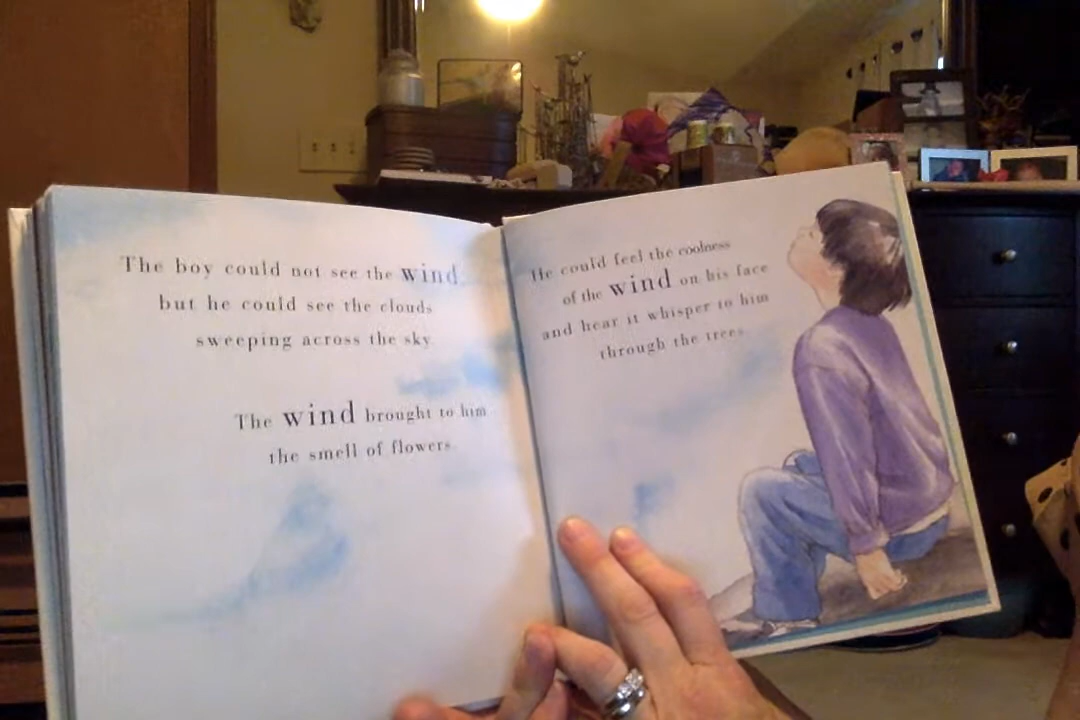 The boy could not see the wind
but he could see the clouds
sweeping across the sky.
The wind brought to him
the smell of flowers.
He could feel the coolness
of the wind on his face
and hear it whisper to him
through the trees.